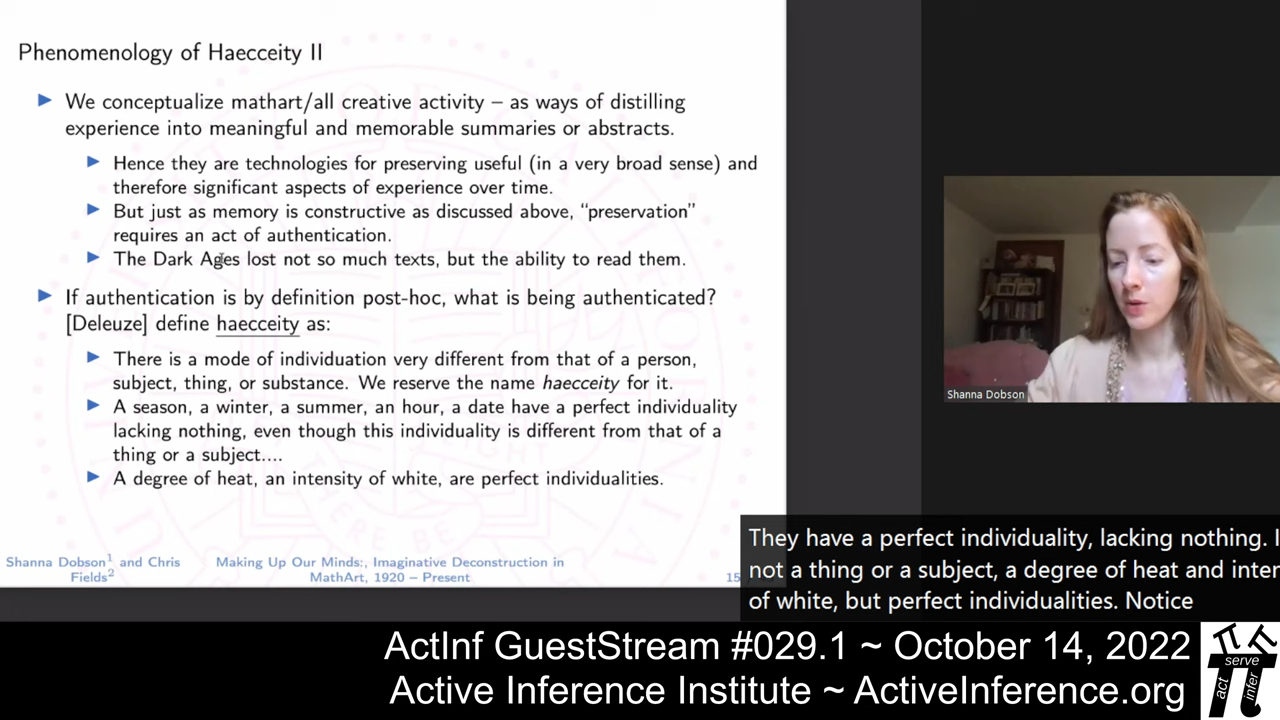 Phenomenology of Haecceity II
We conceptualize mathart/all creative activity – as ways of distilling
experience into meaningful and memorable summaries or abstracts.
Hence they are technologies for preserving useful (in a very broad sense) and
therefore significant aspects of experience over time.
But just as memory is constructive as discussed above, “preservation”
requires an act of authentication.
The Dark Ages lost not so much texts, but the ability to read them.
If authentication is by definition post-hoc, what is being authenticated?
[Deleuze] define haecceity as:
There is a mode of individuation very different from that of a person,
subject, thing, or substance. We reserve the name haecceity for it.
A season, a winter, a summer, an hour, a date have a perfect individuality
lacking nothing, even though this individuality is different from that of a
thing or a subject....
A degree of heat, an intensity of white, are perfect individualities.
Shanna Dobson1 and Chris
Fields2
Making Up Our Minds:, Imaginative Deconstruction in
MathArt, 1920 – Present
15
Shanna Dobson
They have a perfect individuality, lacking nothing. I
not a thing or a subject, a degree of heat and inter
of white, but perfect individualities. Notice
ActInf GuestStream #029.1 ~ October 14, 2022
Active Inference Institute ~ ActiveInference.org
serve
act
infer